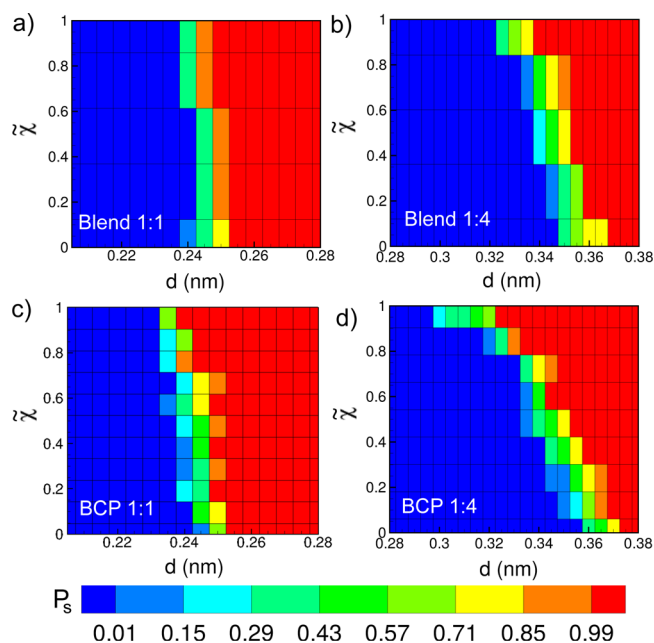 a)
1
0.8
0.6
χ̃
0.4
0.2
Blend 1:1
0
0.22 0.24 0.26 0.28
d (nm)
b)
1
0.8
0.6
χ̃
0.4
0.2
Blend 1:4
0
0.28 0.3 0.32 0.34 0.36 0.38
d (nm)
c)
1
0.8
0.6
χ̃
0.4
0.2
BCP 1:1
0
0.22 0.24 0.26 0.28
d (nm)
d)
1
0.8
0.6
χ̃
0.4
0.2
BCP 1:4
0
0.3 0.32 0.34 0.36 0.38
d (nm)
Ps
0.01 0.15 0.29 0.43 0.57 0.71 0.85 0.99